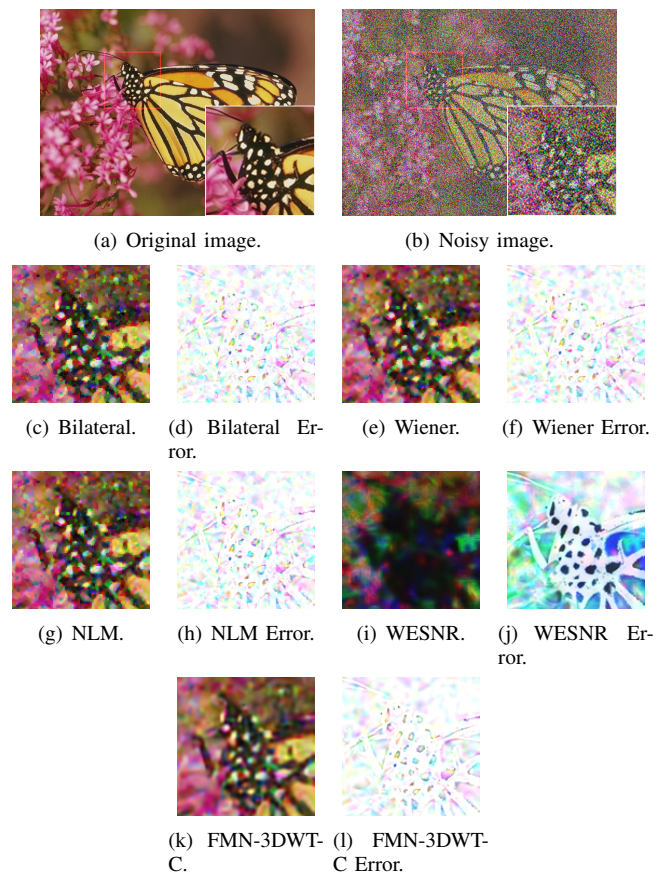 (a) Original image.
(b) Noisy image.
(c) Bilateral.
(d) Bilateral Er-
ror.
(e) Wiener.
(f) Wiener Error.
(g) NLM.
(h) NLM Error.
(i) WESNR.
(j) WESNR Er-
ror.
(k) FMN-3DWT-
C.
(l) FMN-3DWT-
C Error.